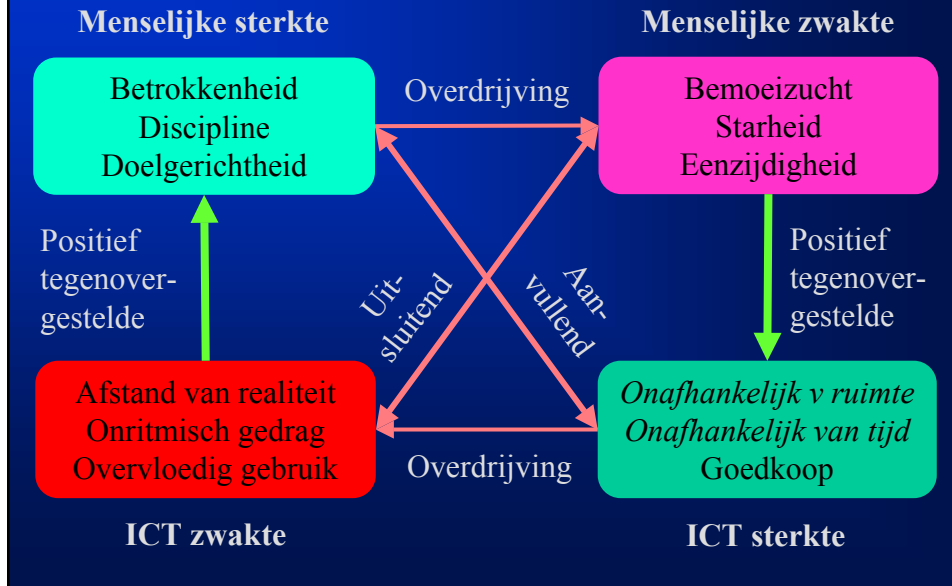 Menselijke sterkte
Menselijke zwakte
Betrokkenheid
Discipline
Doelgerichtheid
Overdrijving
Bemoeizucht
Starheid
Eenzijdigheid
Positief
tegenover-
gestelde
Uit-
sluitend
Aan-
vullend
Positief
tegenover-
gestelde
Afstand van realiteit
Onritmisch gedrag
Overvloedig gebruik
Overdrijving
Onafhankelijk v ruimte
Onafhankelijk van tijd
Goedkoop
ICT zwakte
ICT sterkte